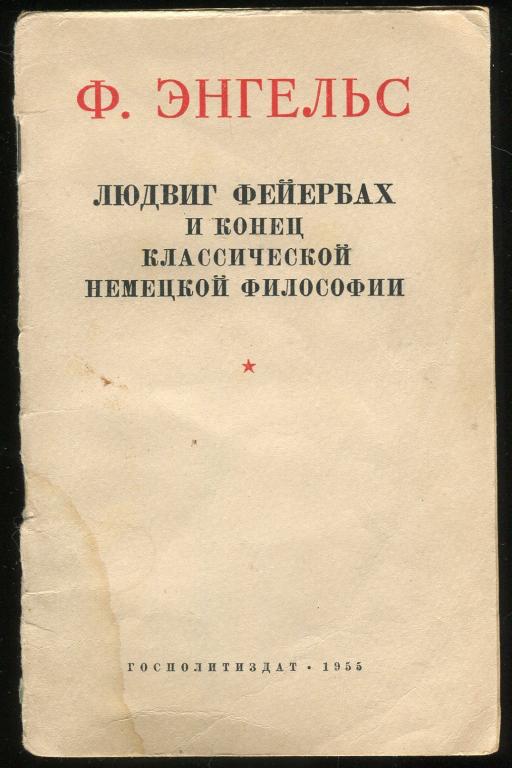 Ф. ЭНГЕЛЬС
ЛЮДВИГ ФЕЙЕРБАХ
И КОНЕЦ
КЛАССИЧЕСКОЙ
НЕМЕЦКОЙ ФИЛОСОФИИ
ГОСПОЛИТИЗДАТ · 1955